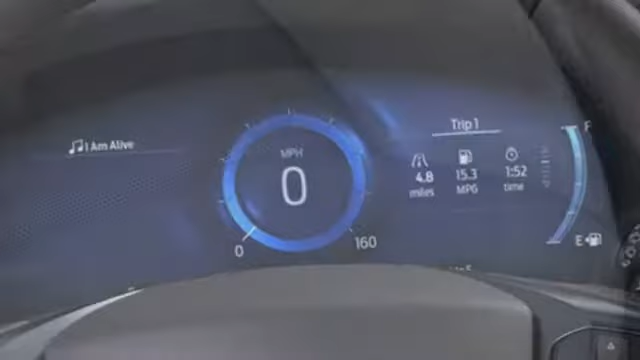 I Am Alive
MPH
0
0
160
Trip 1
4.8
miles
15.3
MPG
1:52
time
F
E